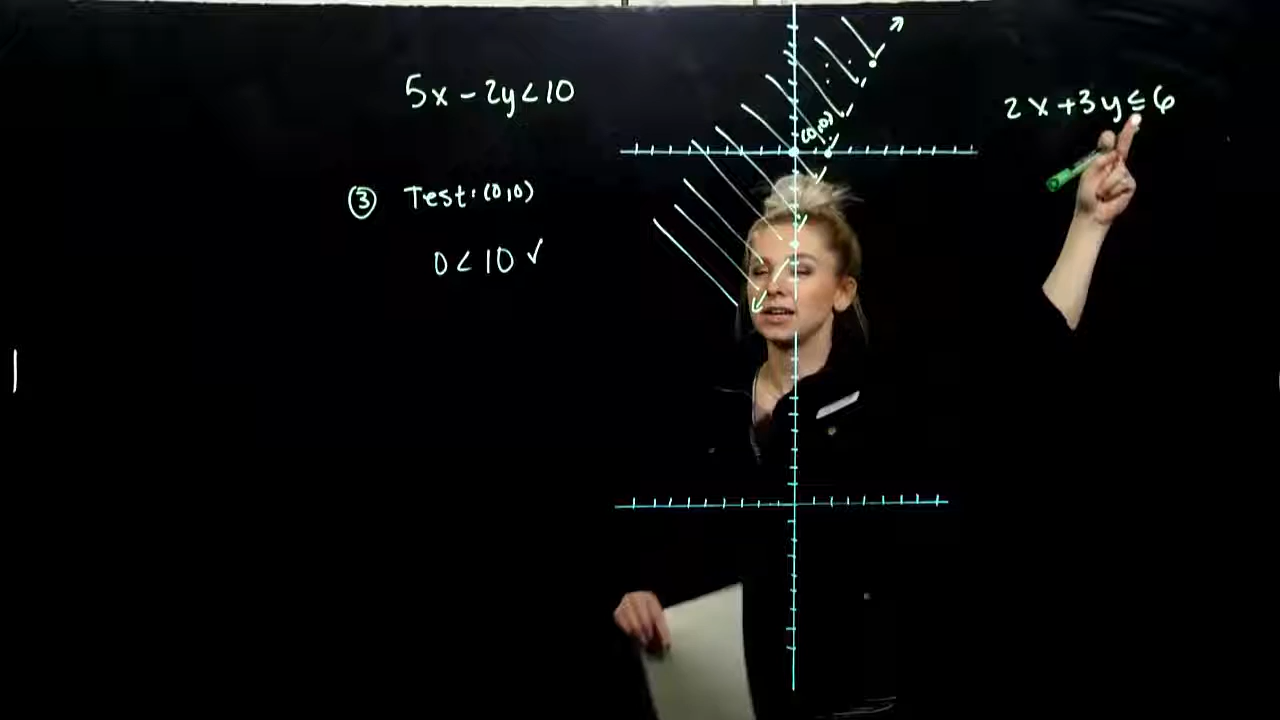 5x - 2y < 10
③ Test: (0,0)
0 < 10 ✓
(0,0)
2x + 3y ≤ 6